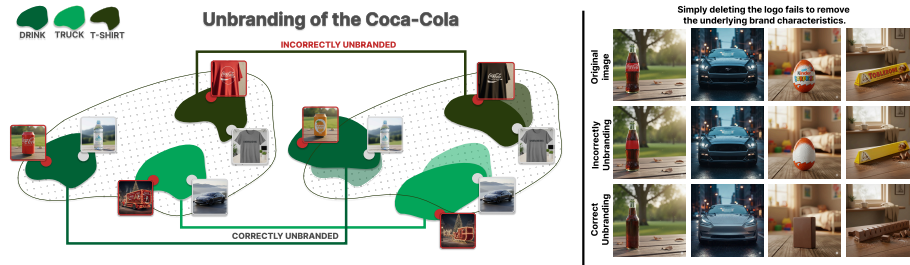 Unbranding of the Coca-Cola
DRINK
TRUCK
T-SHIRT
INCORRECTLY UNBRANDED
CORRECTLY UNBRANDED
Simply deleting the logo fails to remove
the underlying brand characteristics.
Original
image
Incorrectly
Unbranding
Correct
Unbranding
TOBLERONE